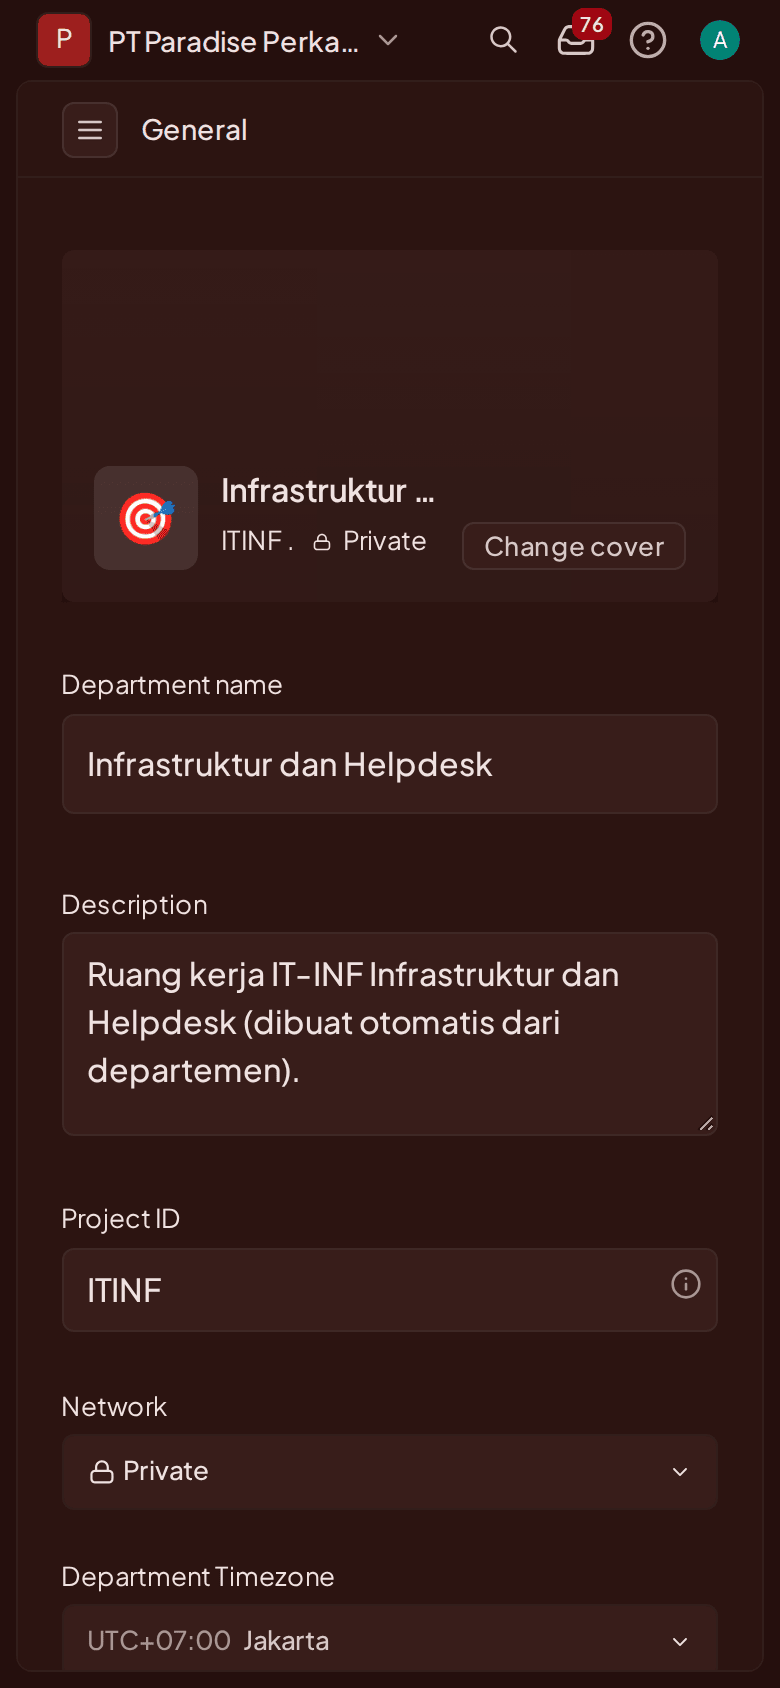 P
PT Paradise Perka...
76
A
General
Infrastruktur ...
ITINF .
Private
Change cover
Department name
Infrastruktur dan Helpdesk
Description
Ruang kerja IT-INF Infrastruktur dan
Helpdesk (dibuat otomatis dari
departemen).
Project ID
ITINF
Network
Private
Department Timezone
UTC+07:00 Jakarta